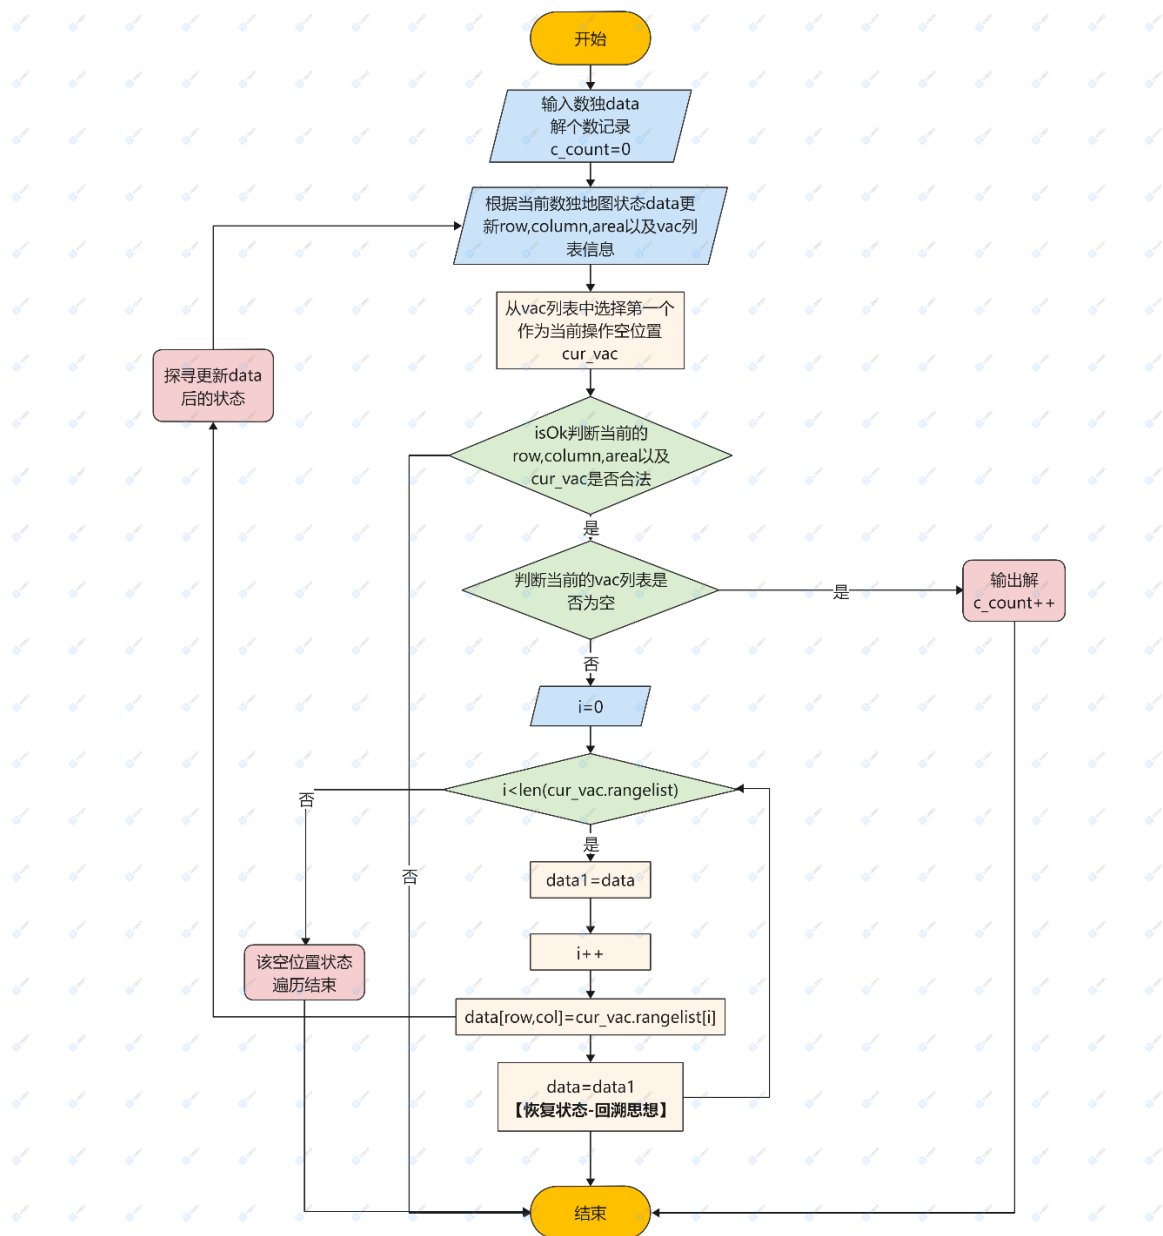 开始
输入数独data
解个数记录
c_count=0
根据当前数独地图状态data更
新row,column,area以及vac列
表信息
从vac列表中选择第一个
作为当前操作空位置
cur_vac
探寻更新data
后的状态
isOk判断当前的
row,column,area以及
cur_vac是否合法
是
判断当前的vac列表是
否为空
是
输出解
c_count++
否
i=0
i<len(cur_vac.rangelist)
否
是
否
data1=data
i++
该空位置状态
遍历结束
data[row,col]=cur_vac.rangelist[i]
data=data1
【恢复状态-回溯思想】
结束